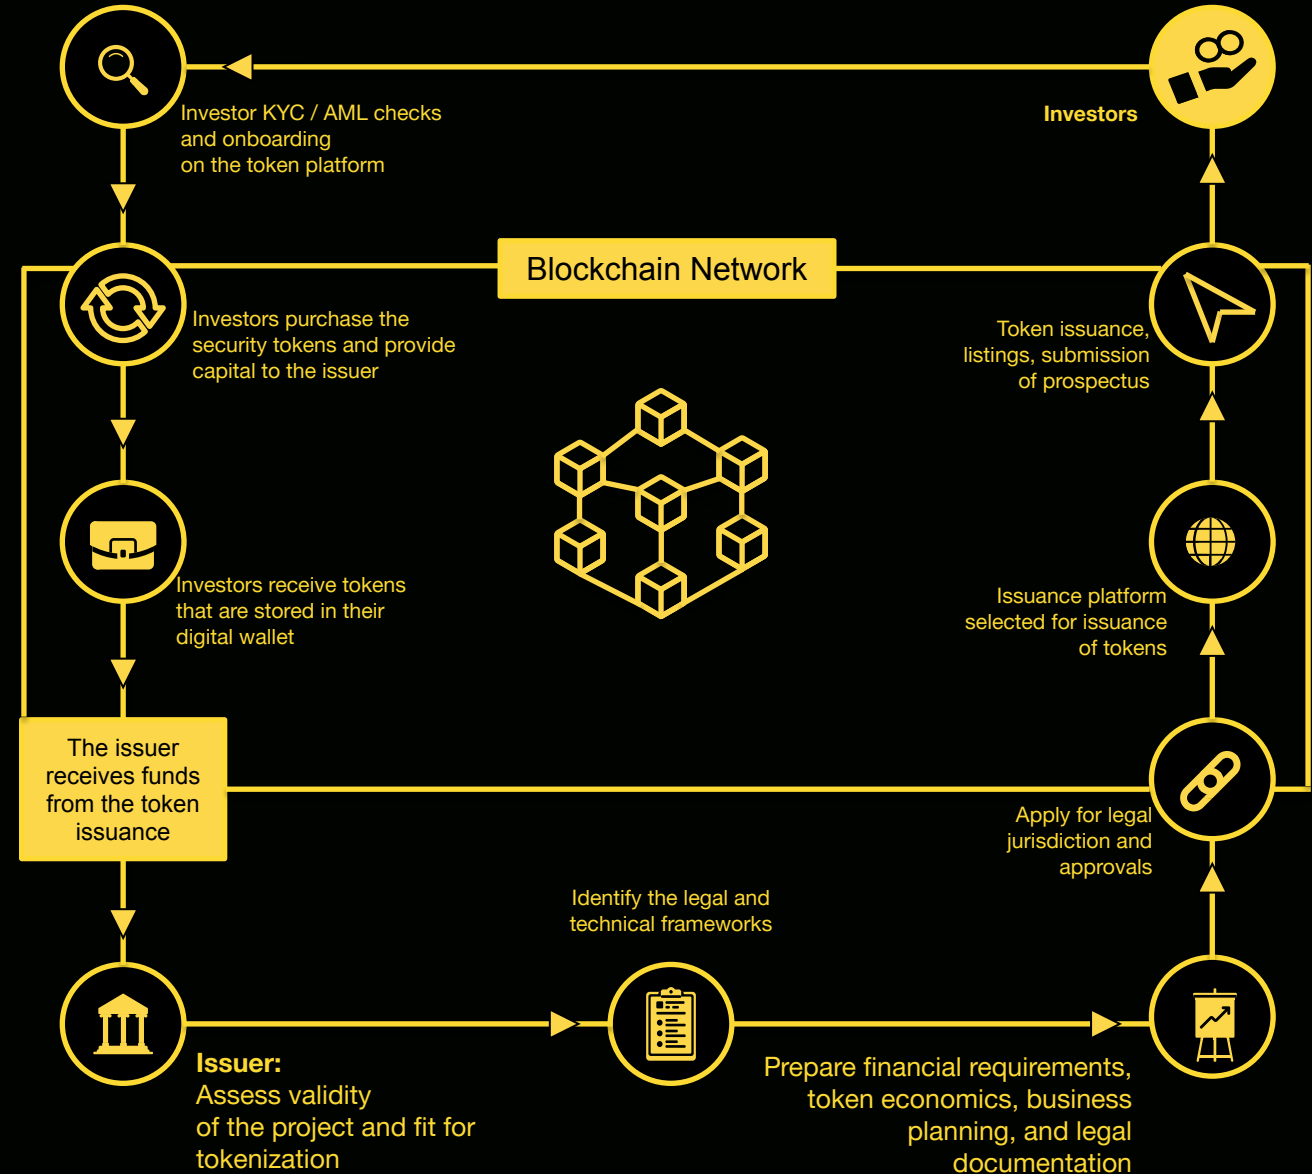 Investor KYC / AML checks
and onboarding
on the token platform
Investors
Blockchain Network
Investors purchase the
security tokens and provide
capital to the issuer
Token issuance,
listings, submission
of prospectus
Investors receive tokens
that are stored in their
digital wallet
Issuance platform
selected for issuance
of tokens
The issuer
receives funds
from the token
issuance
Apply for legal
jurisdiction and
approvals
Identify the legal and
technical frameworks
Issuer:
Assess validity
of the project and fit for
tokenization
Prepare financial requirements,
token economics, business
planning, and legal
documentation